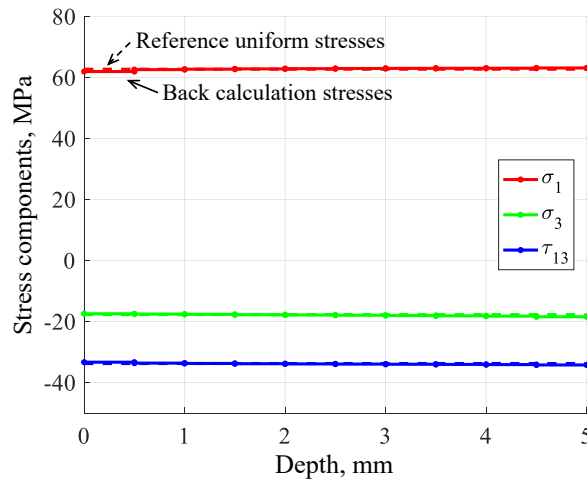 80
Reference uniform stresses
60
Back calculation stresses
40
20
0
-20
-40
Stress components, MPa
σ1
σ3
τ13
0 1 2 3 4 5
Depth, mm